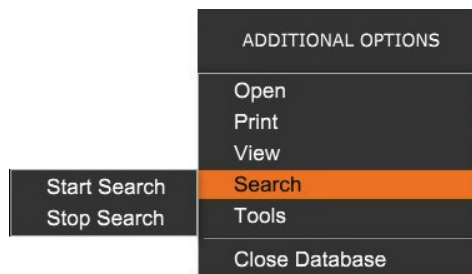 ADDITIONAL OPTIONS
Open
Print
View
Search
Start Search
Stop Search
Tools
Close Database